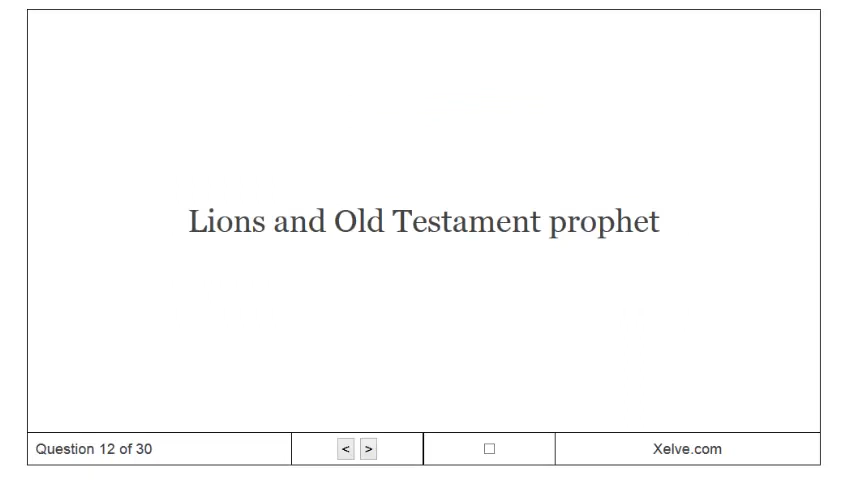 Lions and Old Testament prophet
Question 12 of 30
< >
Xelve.com